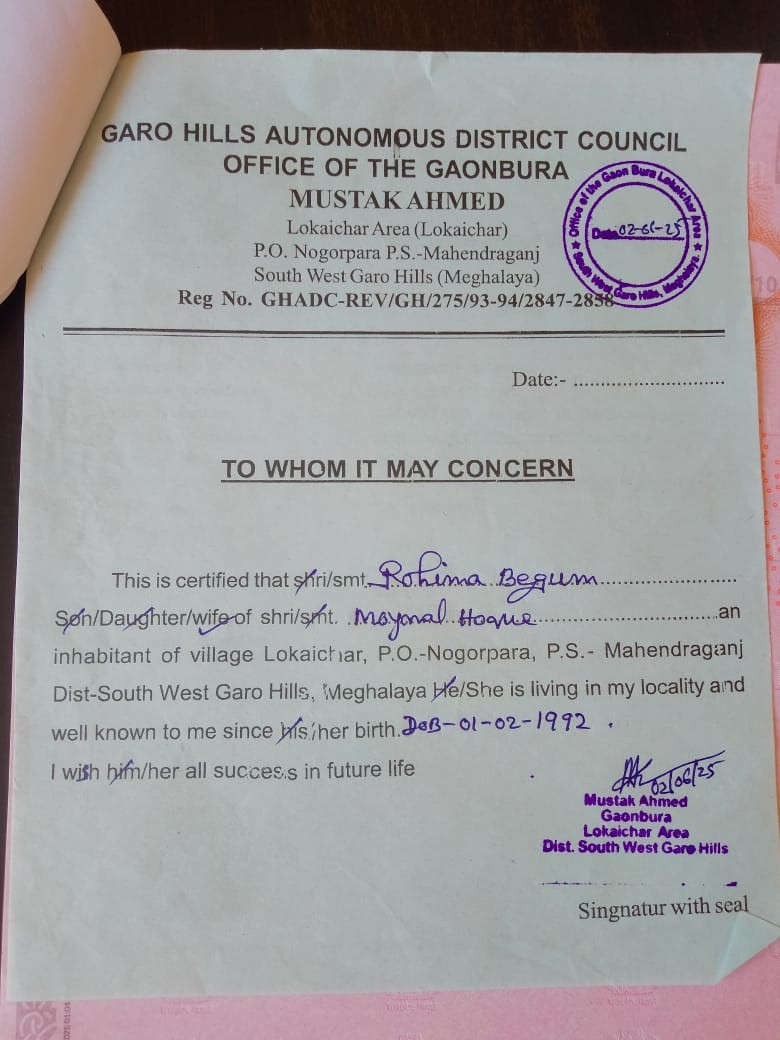 GARO HILLS AUTONOMOUS DISTRICT COUNCIL
OFFICE OF THE GAONBURA
MUSTAK AHMED
Lokaichar Area (Lokaichar)
P.O. Nogorpara P.S.-Mahendraganj
South West Garo Hills (Meghalaya)
Reg No. GHADC-REV/GH/275/93-94/2847-2858
Office of the Gaon Bura Lokaichar Area
Date 02-06-25
South West Garo Hills, Meghalaya.
Date:- ............................
TO WHOM IT MAY CONCERN
This is certified that shri/smt. Rohima Begum
Son/Daughter/wife of shri/smt. Moynal Hoque an
inhabitant of village Lokaichar, P.O.-Nogorpara, P.S.- Mahendraganj
Dist-South West Garo Hills, Meghalaya He/She is living in my locality and
well known to me since his/her birth. DOB-01-02-1992 .
I wish him/her all success in future life
02/06/25
Mustak Ahmed
Gaonbura
Lokaichar Area
Dist. South West Garo Hills
Singnatur with seal